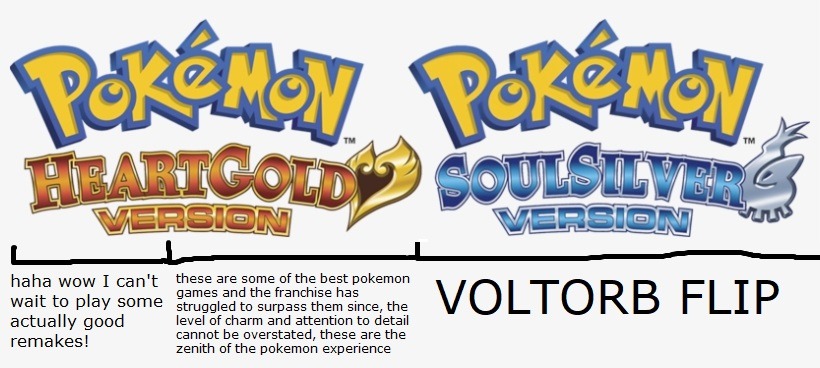 POKéMON TM
HEARTGOLD
VERSION
POKéMON TM
SOULSILVER
VERSION
haha wow I can't
wait to play some
actually good
remakes!
these are some of the best pokemon
games and the franchise has
struggled to surpass them since, the
level of charm and attention to detail
cannot be overstated, these are the
zenith of the pokemon experience
VOLTORB FLIP